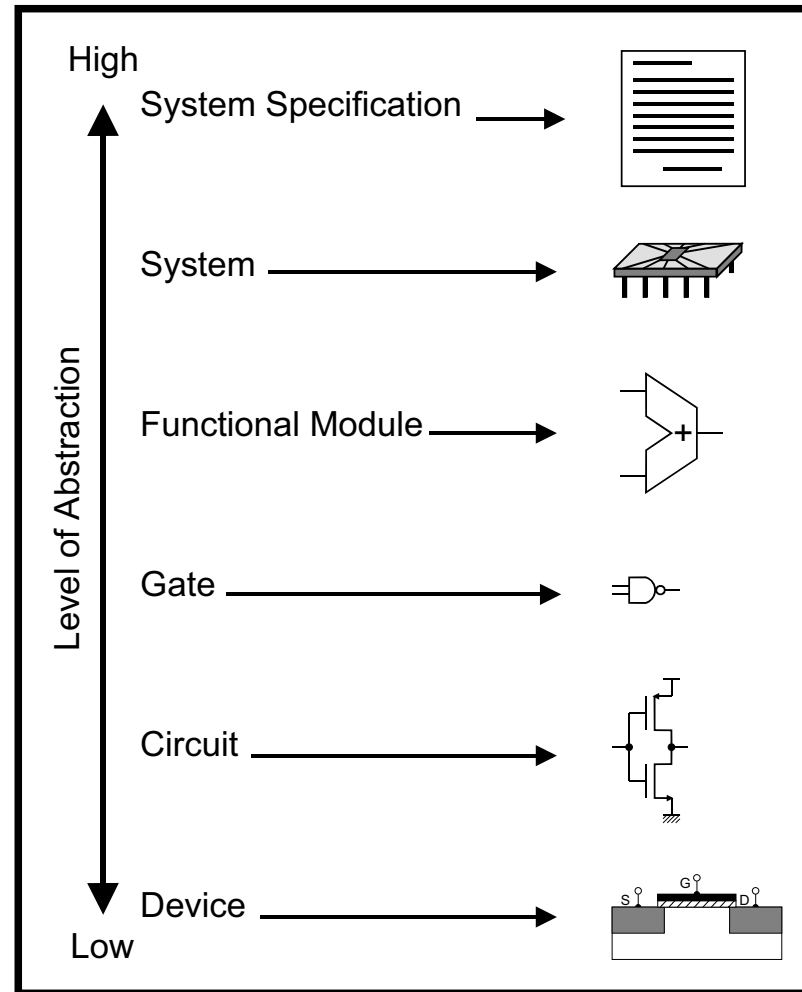 High
System Specification
System
Functional Module
+
Level of Abstraction
Gate
Circuit
Device
S
G
D
Low